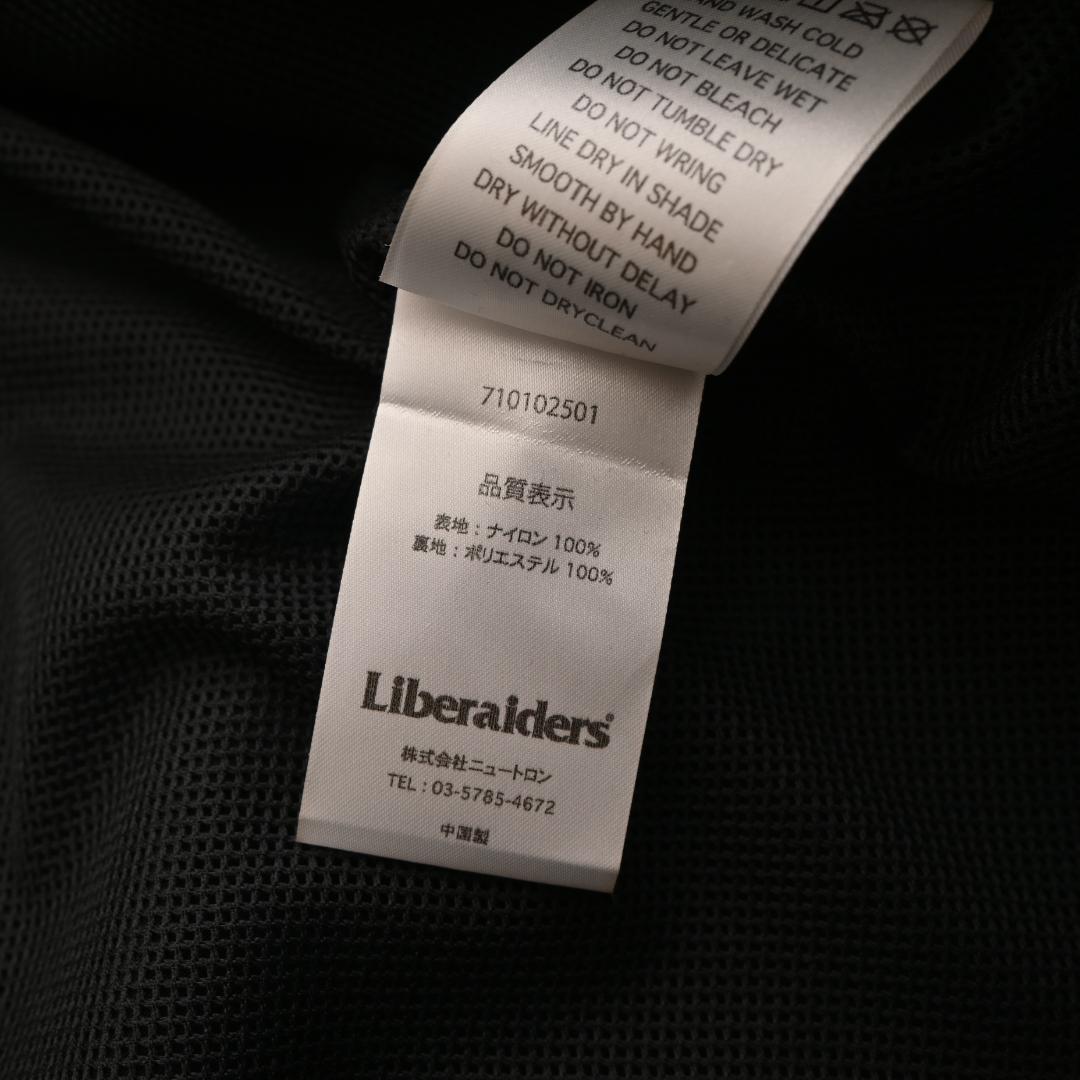 HAND WASH COLD
GENTLE OR DELICATE
DO NOT LEAVE WET
DO NOT BLEACH
DO NOT TUMBLE DRY
DO NOT WRING
LINE DRY IN SHADE
SMOOTH BY HAND
DRY WITHOUT DELAY
DO NOT IRON
DO NOT DRYCLEAN
710102501
品質表示
表地：ナイロン 100%
裏地：ポリエステル 100%
Liberaiders®
株式会社ニュートロン
TEL : 03-5785-4672
中国製